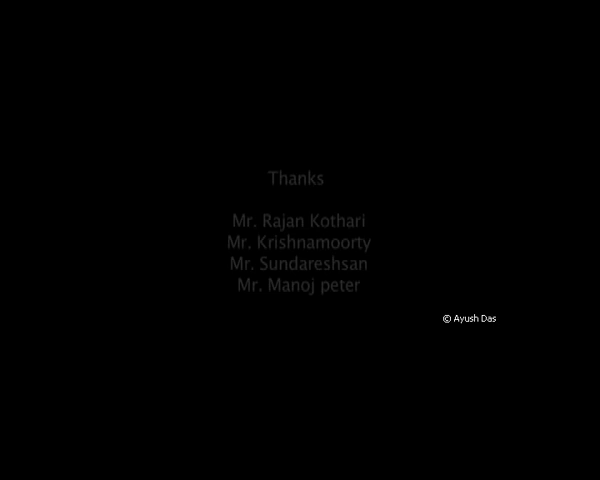 Thanks
Mr. Rajan Kothari
Mr. Krishnamoorty
Mr. Sundareshsan
Mr. Manoj peter
© Ayush Das